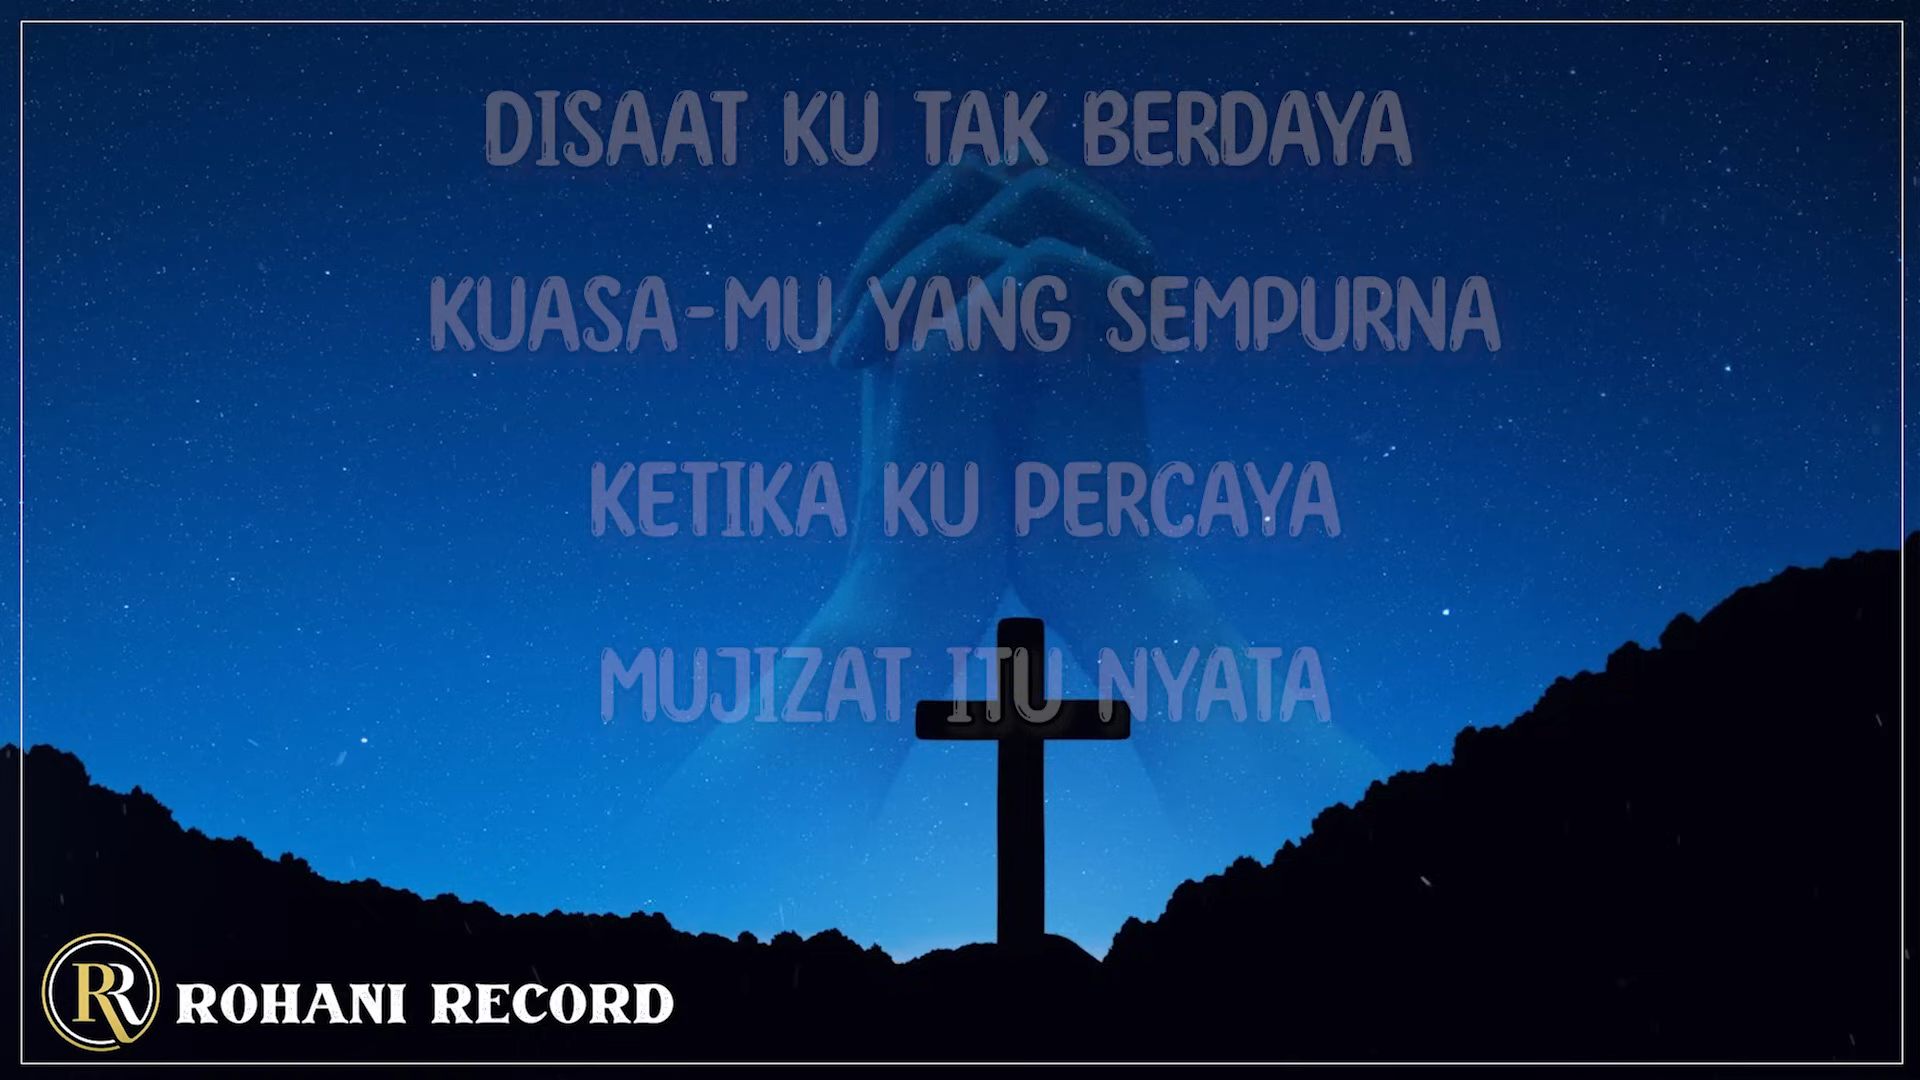 DISAAT KU TAK BERDAYA
KUASA-MU YANG SEMPURNA
KETIKA KU PERCAYA
MUJIZAT ITU NYATA
RR ROHANI RECORD